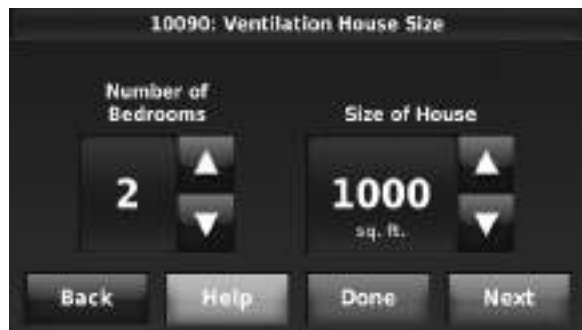 10090: Ventilation House Size
Number of
Bedrooms
Size of House
2
1000
sq. ft.
Back
Help
Done
Next